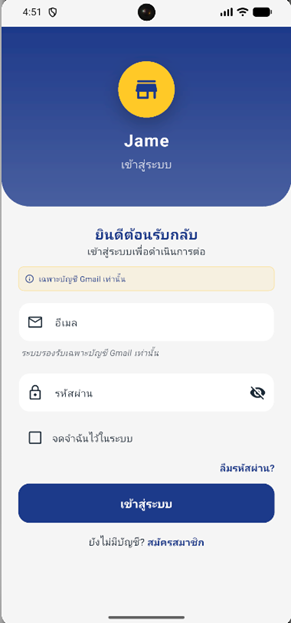 4:51
Jame
เข้าสู่ระบบ
ยินดีต้อนรับกลับ
เข้าสู่ระบบเพื่อดำเนินการต่อ
เฉพาะบัญชี Gmail เท่านั้น
อีเมล
ระบบรองรับเฉพาะบัญชี Gmail เท่านั้น
รหัสผ่าน
จดจำฉันไว้ในระบบ
ลืมรหัสผ่าน?
เข้าสู่ระบบ
ยังไม่มีบัญชี? สมัครสมาชิก